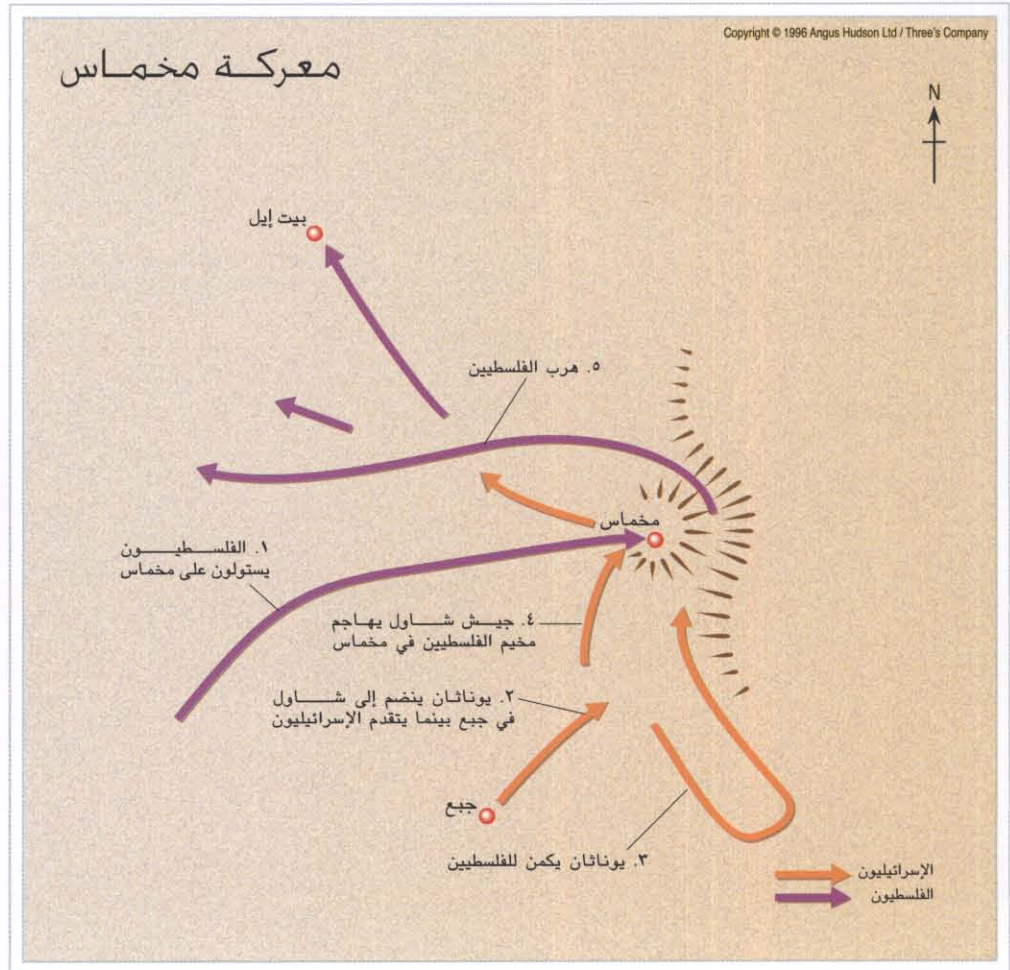 Copyright © 1996 Angus Hudson Ltd / Three's Company
معركة مخماس
N
بيت إيل
٥. هرب الفلسطيين
مخماس
١. الفلسطيون
يستولون على مخماس
٤. جيش شاول يهاجم
مخيم الفلسطيين في مخماس
٢. يوناثان ينضم إلى شاول
في جبع بينما يتقدم الإسرائيليون
جبع
٣. يوناثان يكمن للفلسطيين
الإسرائيليون
الفلسطيون